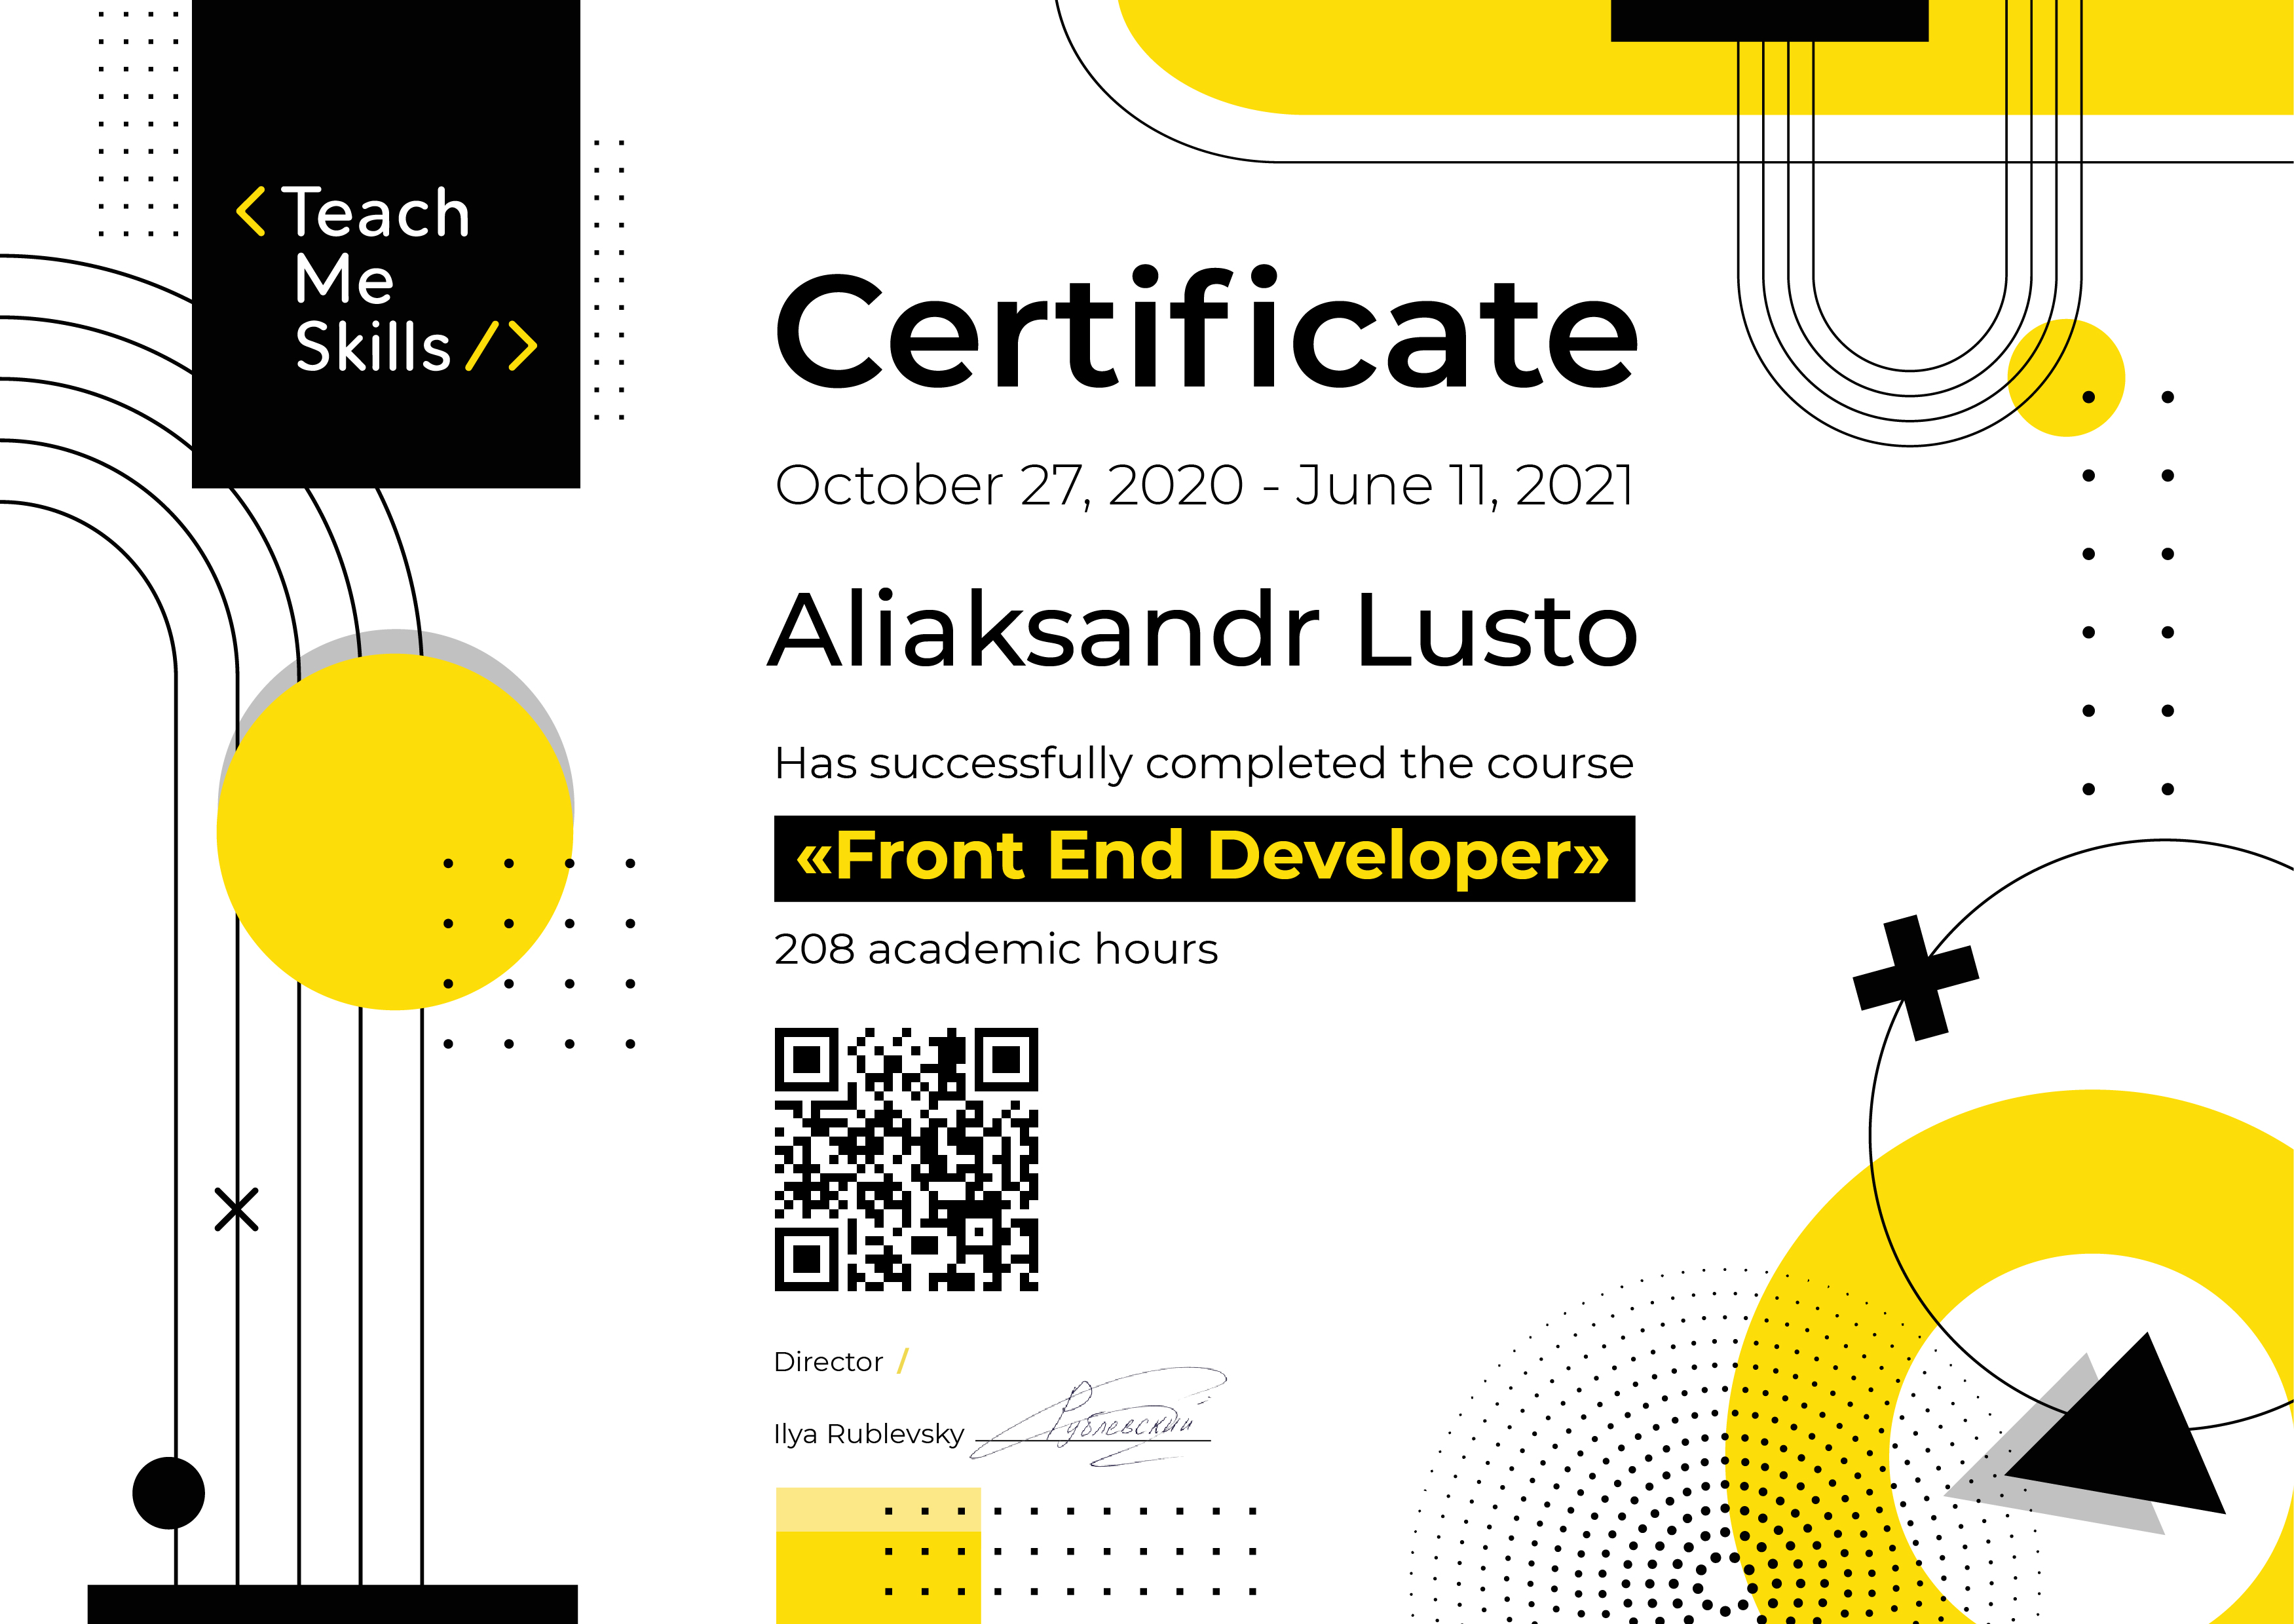 <Teach
Me
Skills/>
Certificate
October 27, 2020 - June 11, 2021
Aliaksandr Lusto
Has successfully completed the course
«Front End Developer»
208 academic hours
Director /
Ilya Rublevsky Рублевский